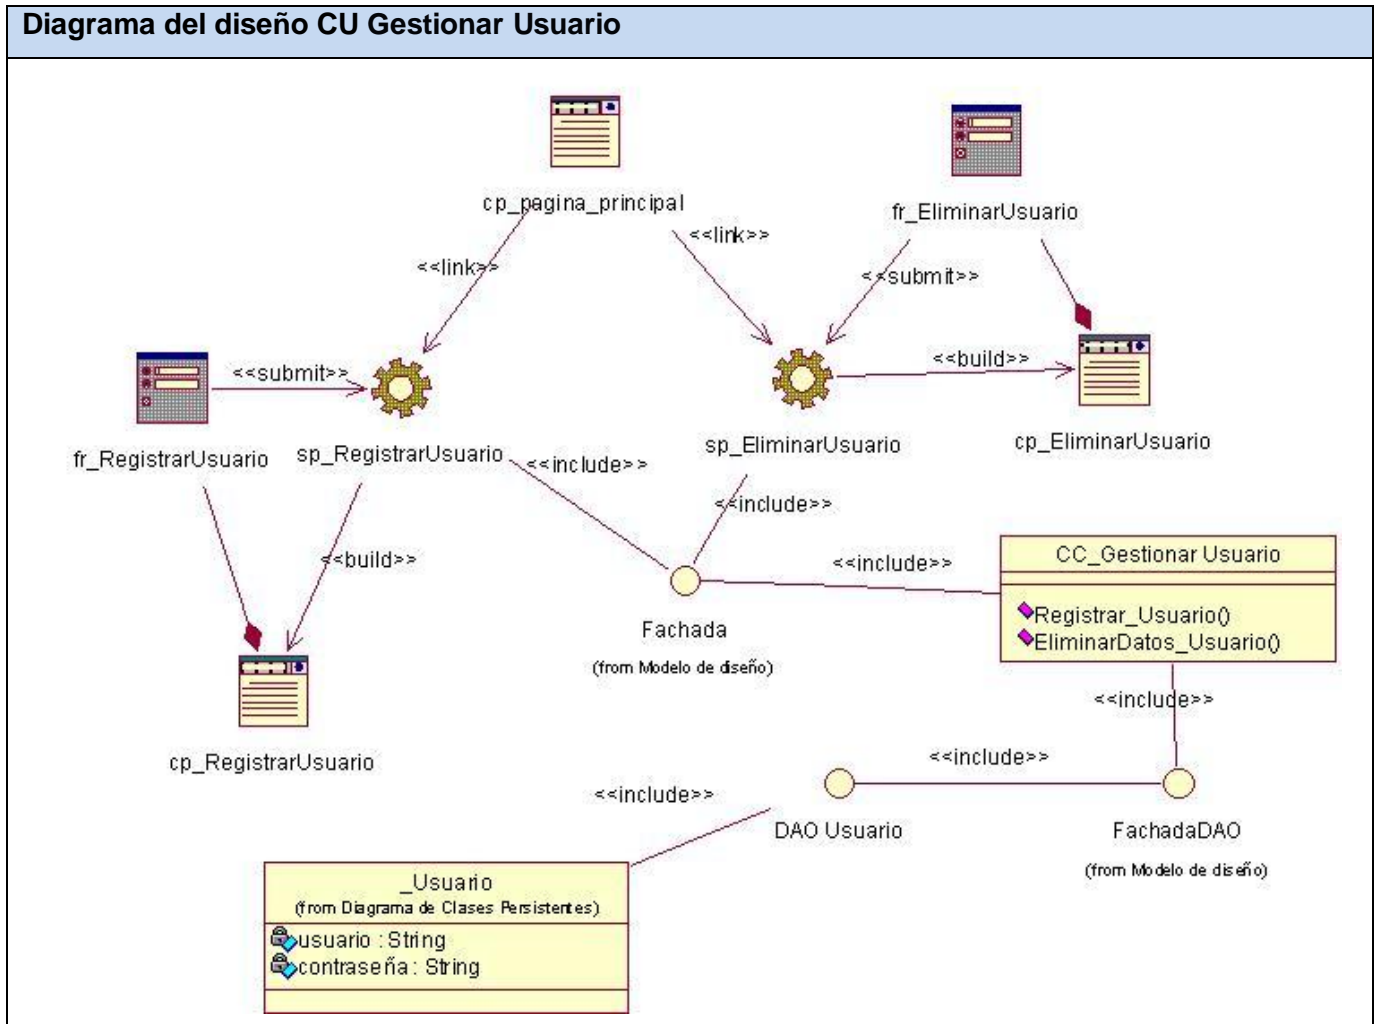 Diagrama del diseño CU Gestionar Usuario
cp_pagina_principal
fr_EliminarUsuario
<<link>>
<<link>>
<<submit>>
<<submit>>
<<build>>
fr_RegistrarUsuario
sp_RegistrarUsuario
sp_EliminarUsuario
cp_EliminarUsuario
<<include>>
<<include>>
<<build>>
<<include>>
CC_Gestionar Usuario
Registrar_Usuario()
EliminarDatos_Usuario()
Fachada
(from Modelo de diseño)
<<include>>
cp_RegistrarUsuario
<<include>>
<<include>>
DAO Usuario
FachadaDAO
(from Modelo de diseño)
_Usuario
(from Diagrama de Clases Persistentes)
usuario : String
contraseña : String